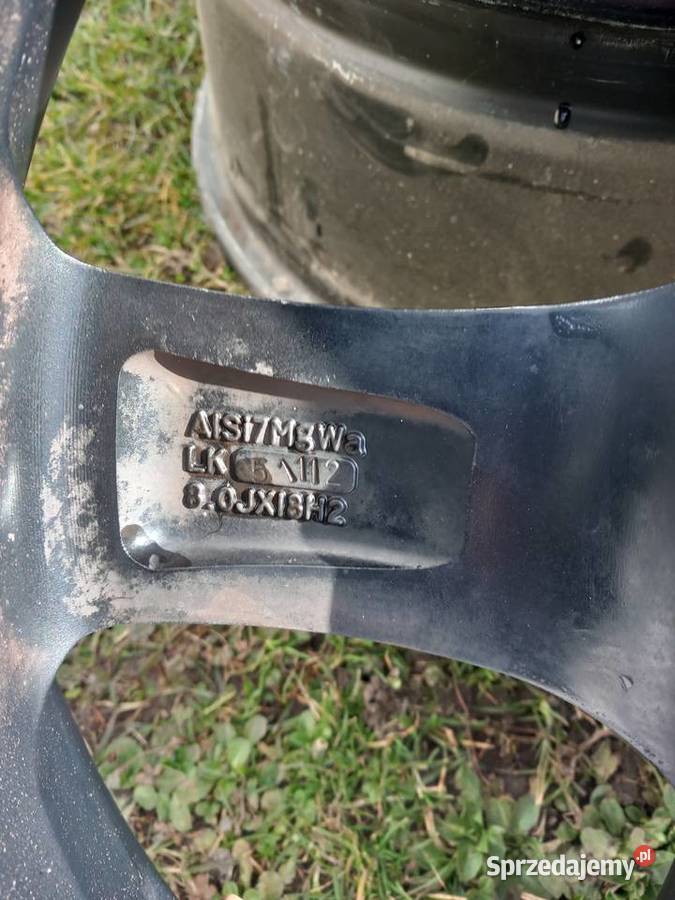 AlSi7MgWa
LK 5\112
8.0JX18H2
Sprzedajemy.pl